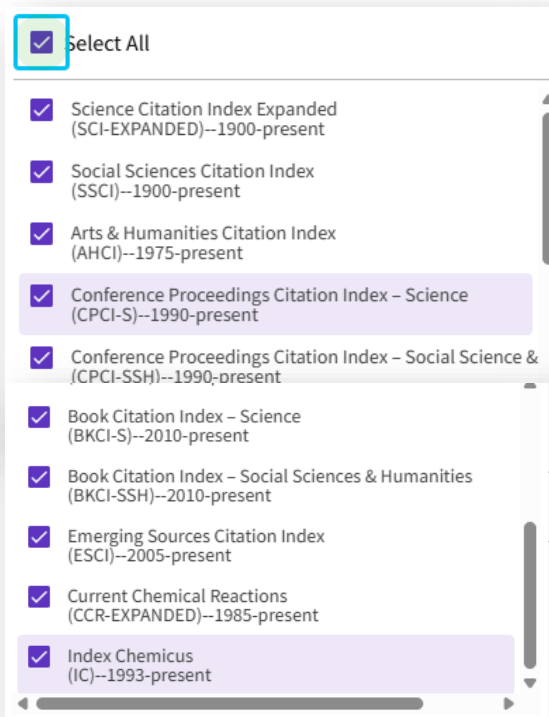 Select All
Science Citation Index Expanded
(SCI-EXPANDED)--1900-present
Social Sciences Citation Index
(SSCI)--1900-present
Arts & Humanities Citation Index
(AHCI)--1975-present
Conference Proceedings Citation Index – Science
(CPCI-S)--1990-present
Conference Proceedings Citation Index – Social Science &
(CPCI-SSH)--1990-present
Book Citation Index – Science
(BKCI-S)--2010-present
Book Citation Index – Social Sciences & Humanities
(BKCI-SSH)--2010-present
Emerging Sources Citation Index
(ESCI)--2005-present
Current Chemical Reactions
(CCR-EXPANDED)--1985-present
Index Chemicus
(IC)--1993-present